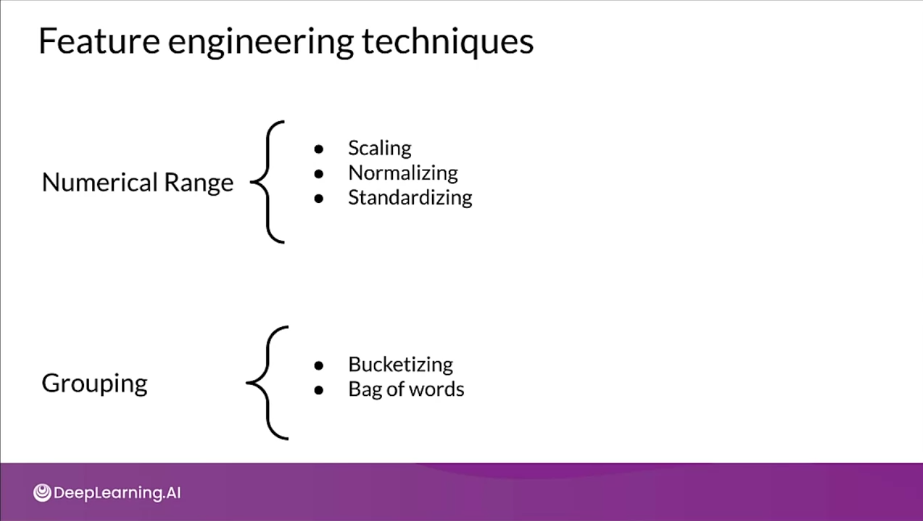 Feature engineering techniques
Numerical Range
● Scaling
● Normalizing
● Standardizing
Grouping
● Bucketizing
● Bag of words
DeepLearning.AI